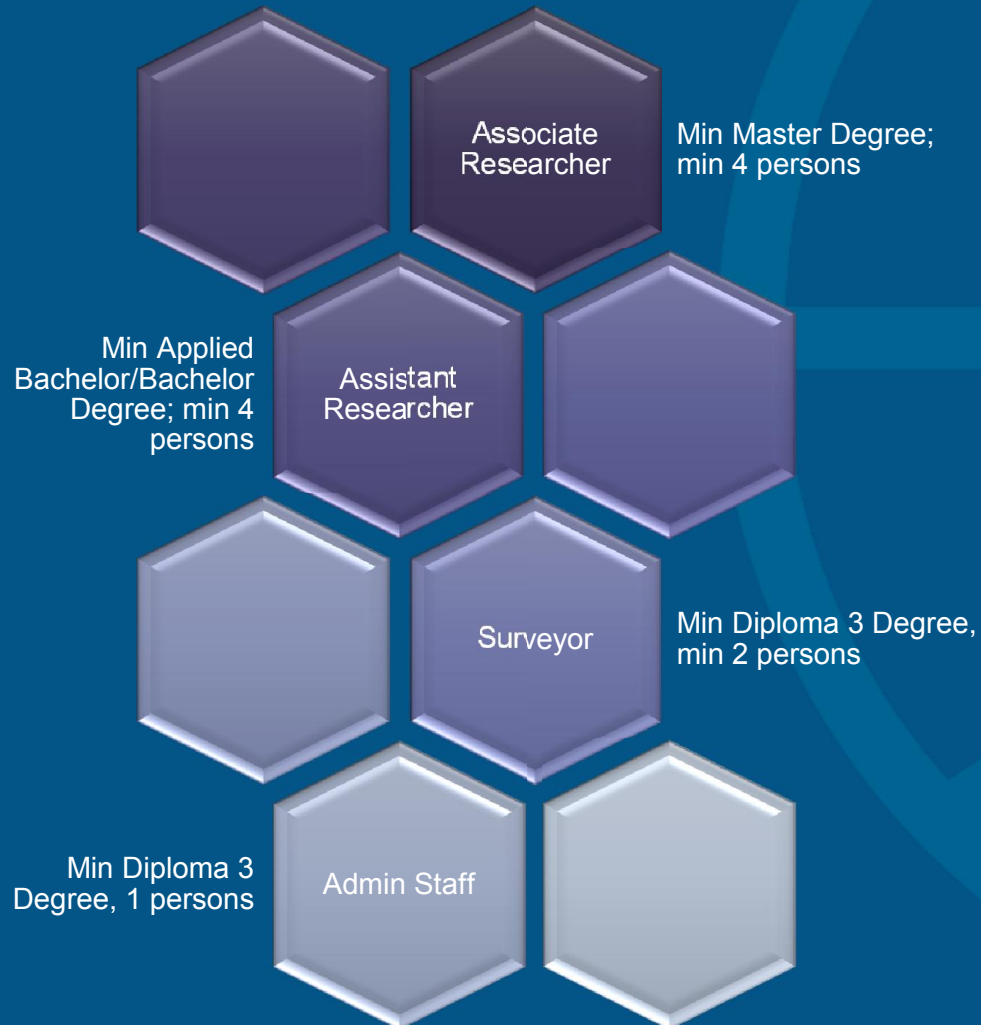 Associate
Researcher
Min Master Degree;
min 4 persons
Min Applied
Bachelor/Bachelor
Degree; min 4
persons
Assistant
Researcher
Surveyor
Min Diploma 3 Degree,
min 2 persons
Min Diploma 3
Degree, 1 persons
Admin Staff